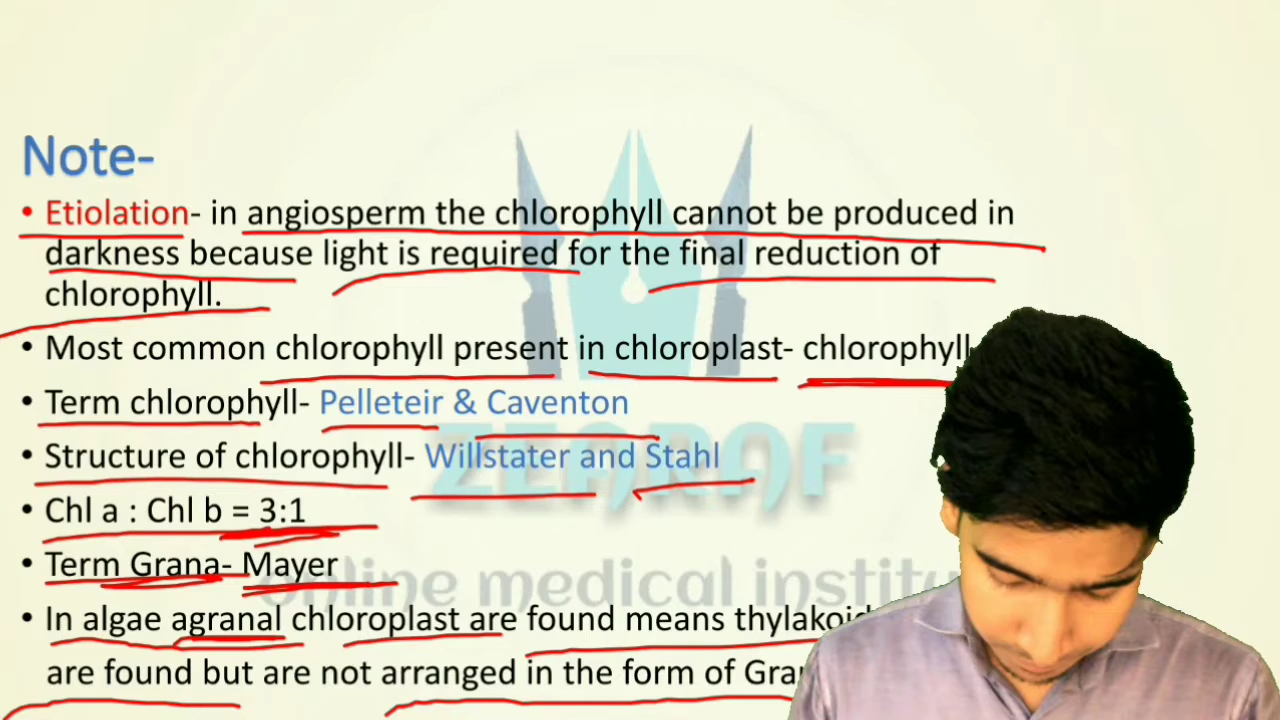 Note-
• Etiolation- in angiosperm the chlorophyll cannot be produced in
darkness because light is required for the final reduction of
chlorophyll.
• Most common chlorophyll present in chloroplast- chlorophyll
• Term chlorophyll- Pelleteir & Caventon
• Structure of chlorophyll- Willstater and Stahl
• Chl a : Chl b = 3:1
• Term Grana- Mayer
• In algae agranal chloroplast are found means thylakoid
are found but are not arranged in the form of
ZEARAF
Online medical